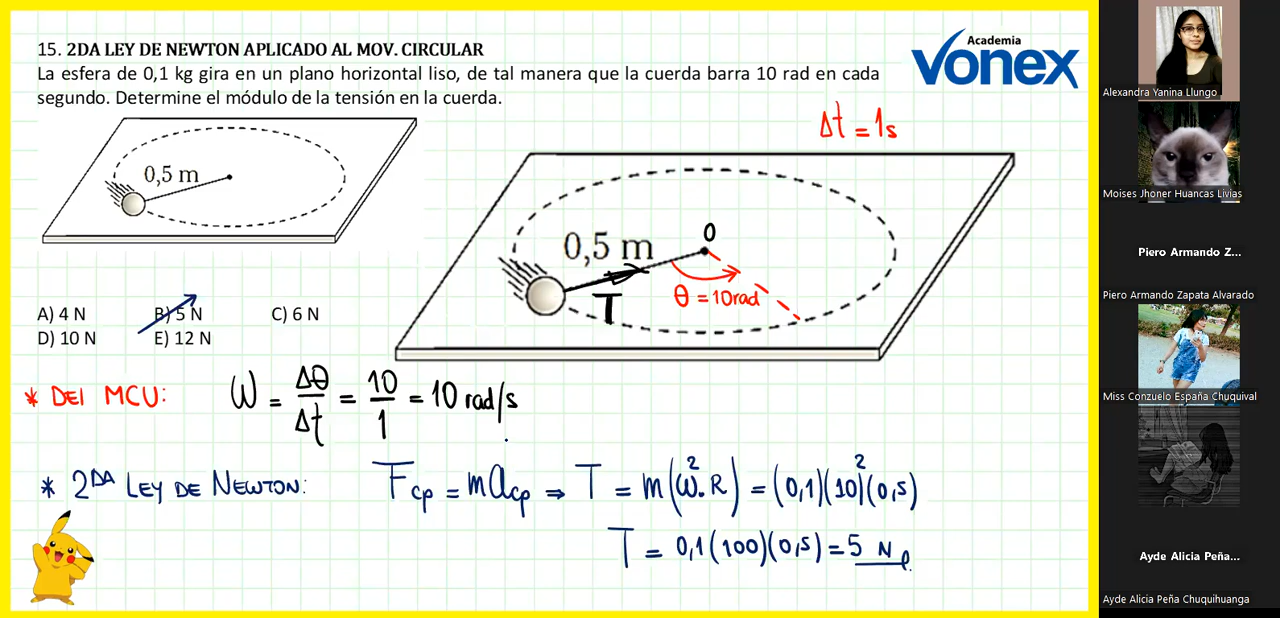 15. 2DA LEY DE NEWTON APLICADO AL MOV. CIRCULAR
La esfera de 0,1 kg gira en un plano horizontal liso, de tal manera que la cuerda barra 10 rad en cada
segundo. Determine el módulo de la tensión en la cuerda.
Academia
vonex
Δt = 1s
0,5 m
0,5 m
O
T
θ = 10rad
A) 4 N B) 5 N C) 6 N
D) 10 N E) 12 N
* DEl MCU: ω = Δθ/Δt = 10/1 = 10 rad/s
* 2DA LEY DE NEWTON: Fcp = macp ⇒ T = m(ω².R) = (0,1)(10)²(0,5)
T = 0,1(100)(0,5) = 5 N
Alexandra Yanina Llungo
Moises Jhoner Huancas Livias
Piero Armando Z...
Piero Armando Zapata Alvarado
Miss Conzuelo España Chuquival
Ayde Alicia Peña...
Ayde Alicia Peña Chuquihuanga